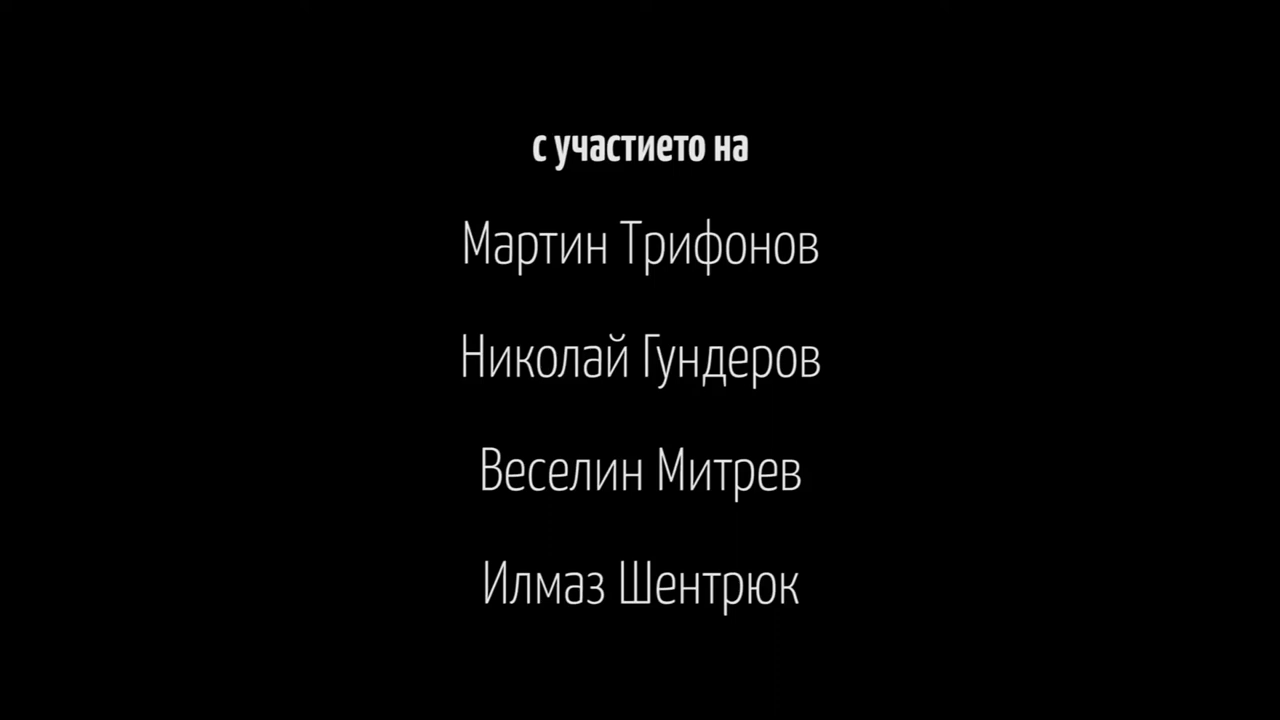 с участието на
Мартин Трифонов
Николай Гундеров
Веселин Митрев
Илмаз Шентрюк